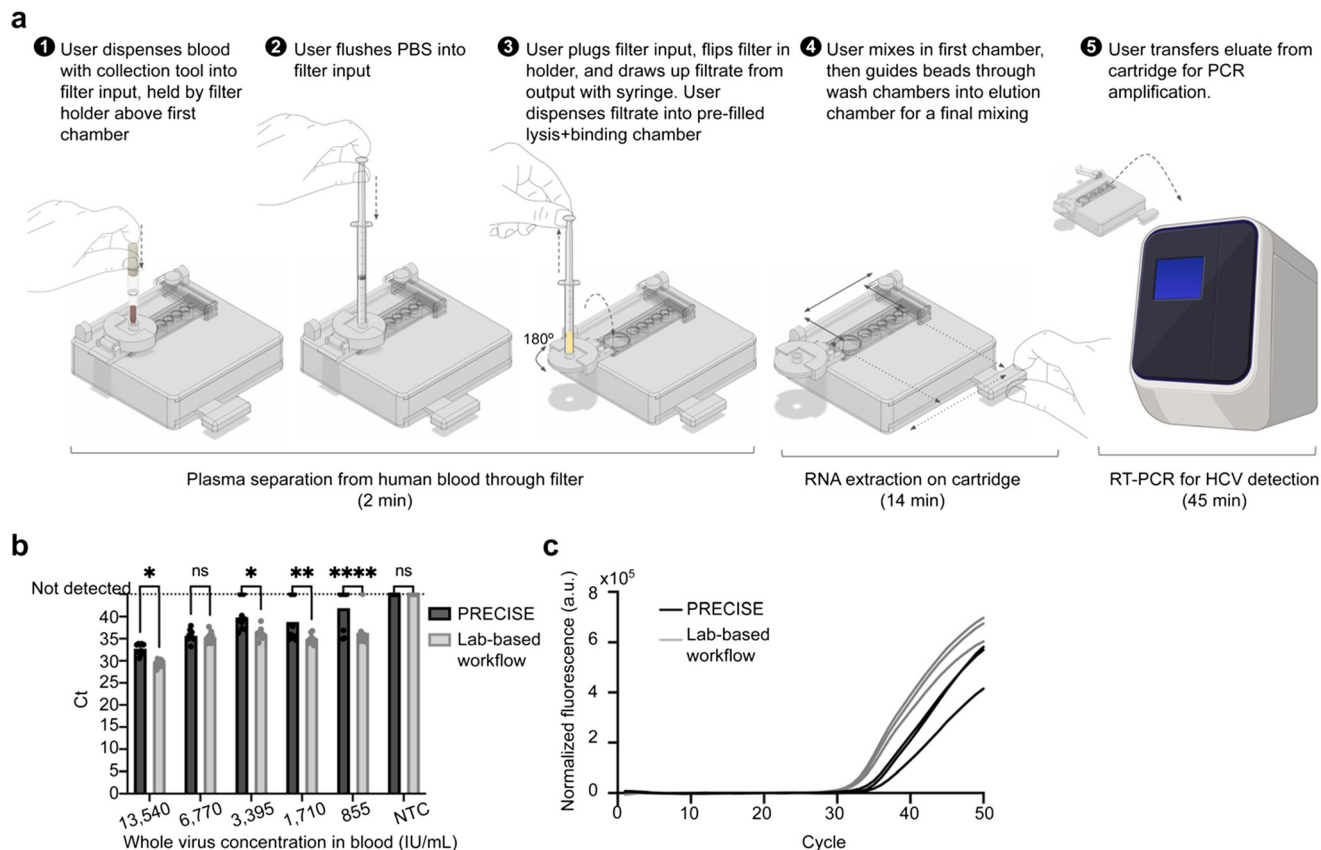 a
1 User dispenses blood
with collection tool into
filter input, held by filter
holder above first
chamber
2 User flushes PBS into
filter input
3 User plugs filter input, flips filter in
holder, and draws up filtrate from
output with syringe. User
dispenses filtrate into pre-filled
lysis+binding chamber
4 User mixes in first chamber,
then guides beads through
wash chambers into elution
chamber for a final mixing
5 User transfers eluate from
cartridge for PCR
amplification.
180º
Plasma separation from human blood through filter
(2 min)
RNA extraction on cartridge
(14 min)
RT-PCR for HCV detection
(45 min)
b
Not detected
* ns * ** **** ns
40
35
30
25
20
15
10
5
0
Ct
13,540 6,770 3,395 1,710 855 NTC
Whole virus concentration in blood (IU/mL)
PRECISE
Lab-based
workflow
c
x10⁵
8
6
4
2
0
Normalized fluorescence (a.u.)
PRECISE
Lab-based
workflow
0 10 20 30 40 50
Cycle